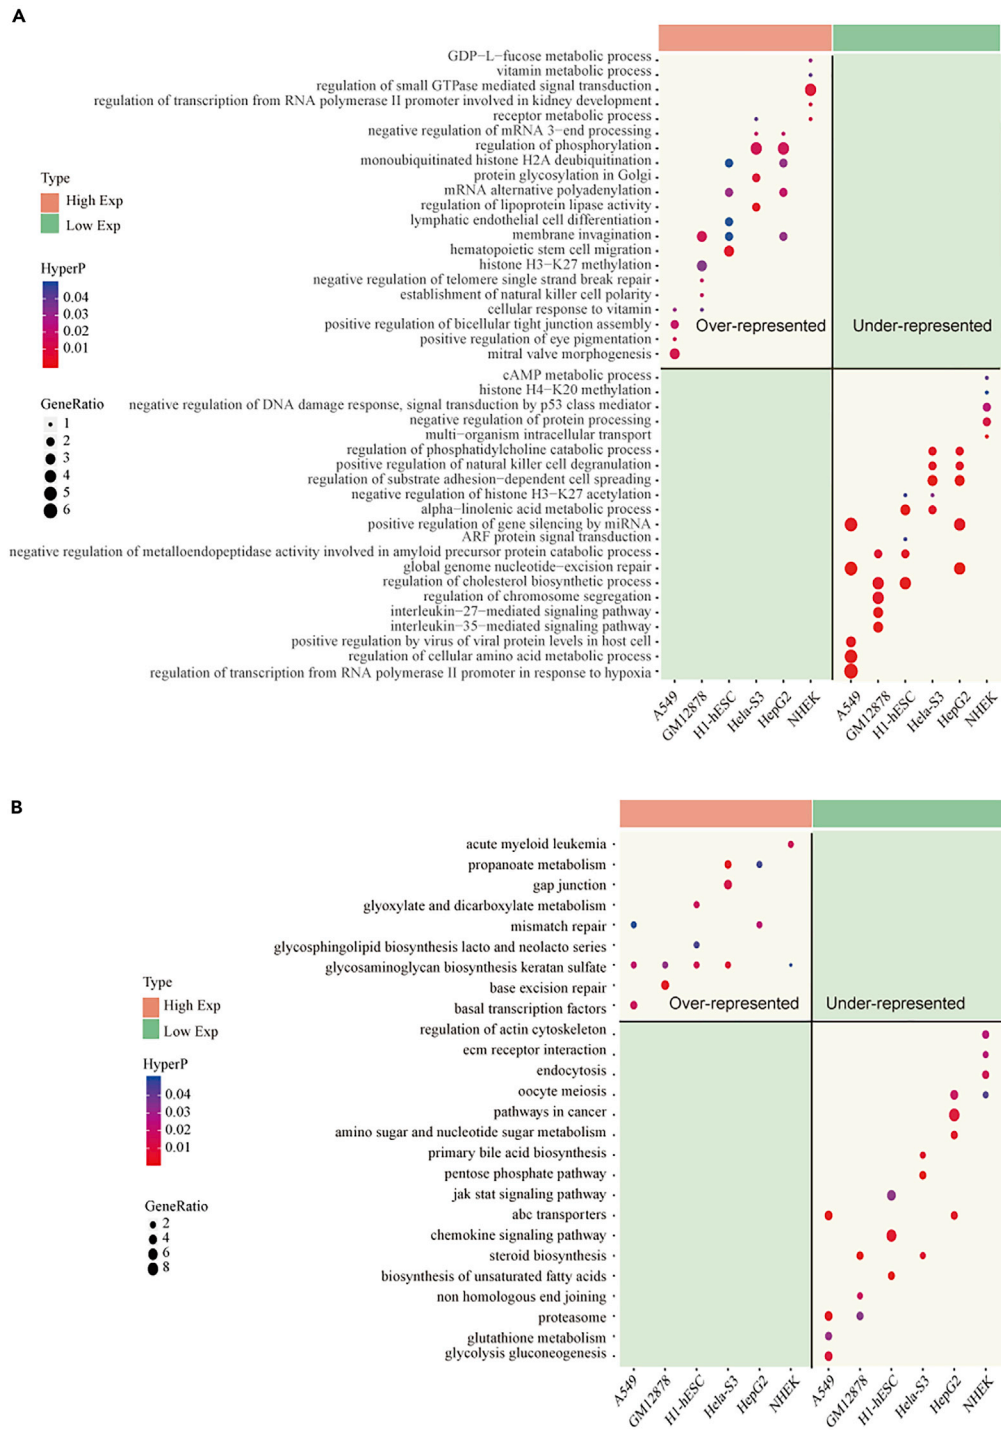 A
GDP-L-fucose metabolic process
vitamin metabolic process
regulation of small GTPase mediated signal transduction
regulation of transcription from RNA polymerase II promoter involved in kidney development
receptor metabolic process
negative regulation of mRNA 3-end processing
regulation of phosphorylation
monoubiquitinated histone H2A deubiquitination
protein glycosylation in Golgi
mRNA alternative polyadenylation
regulation of lipoprotein lipase activity
lymphatic endothelial cell differentiation
membrane invagination
hematopoietic stem cell migration
histone H3-K27 methylation
negative regulation of telomere single strand break repair
establishment of natural killer cell polarity
cellular response to vitamin
positive regulation of bicellular tight junction assembly
positive regulation of eye pigmentation
mitral valve morphogenesis
Over-represented
Under-represented
cAMP metabolic process
histone H4-K20 methylation
negative regulation of DNA damage response, signal transduction by p53 class mediator
negative regulation of protein processing
multi-organism intracellular transport
regulation of phosphatidylcholine catabolic process
positive regulation of natural killer cell degranulation
regulation of substrate adhesion-dependent cell spreading
negative regulation of histone H3-K27 acetylation
alpha-linolenic acid metabolic process
positive regulation of gene silencing by miRNA
ARF protein signal transduction
negative regulation of metalloendopeptidase activity involved in amyloid precursor protein catabolic process
global genome nucleotide-excision repair
regulation of cholesterol biosynthetic process
regulation of chromosome segregation
interleukin-27-mediated signaling pathway
interleukin-35-mediated signaling pathway
positive regulation by virus of viral protein levels in host cell
regulation of cellular amino acid metabolic process
regulation of transcription from RNA polymerase II promoter in response to hypoxia
Type
High Exp
Low Exp
HyperP
0.04
0.03
0.02
0.01
GeneRatio
1
2
3
4
5
6
A549
GM12878
H1-hESC
Hela-S3
HepG2
NHEK
A549
GM12878
H1-hESC
Hela-S3
HepG2
NHEK
B
acute myeloid leukemia
propanoate metabolism
gap junction
glyoxylate and dicarboxylate metabolism
mismatch repair
glycosphingolipid biosynthesis lacto and neolacto series
glycosaminoglycan biosynthesis keratan sulfate
base excision repair
basal transcription factors
Over-represented
Under-represented
regulation of actin cytoskeleton
ecm receptor interaction
endocytosis
oocyte meiosis
pathways in cancer
amino sugar and nucleotide sugar metabolism
primary bile acid biosynthesis
pentose phosphate pathway
jak stat signaling pathway
abc transporters
chemokine signaling pathway
steroid biosynthesis
biosynthesis of unsaturated fatty acids
non homologous end joining
proteasome
glutathione metabolism
glycolysis gluconeogenesis
Type
High Exp
Low Exp
HyperP
0.04
0.03
0.02
0.01
GeneRatio
2
4
6
8
A549
GM12878
H1-hESC
Hela-S3
HepG2
NHEK
A549
GM12878
H1-hESC
Hela-S3
HepG2
NHEK